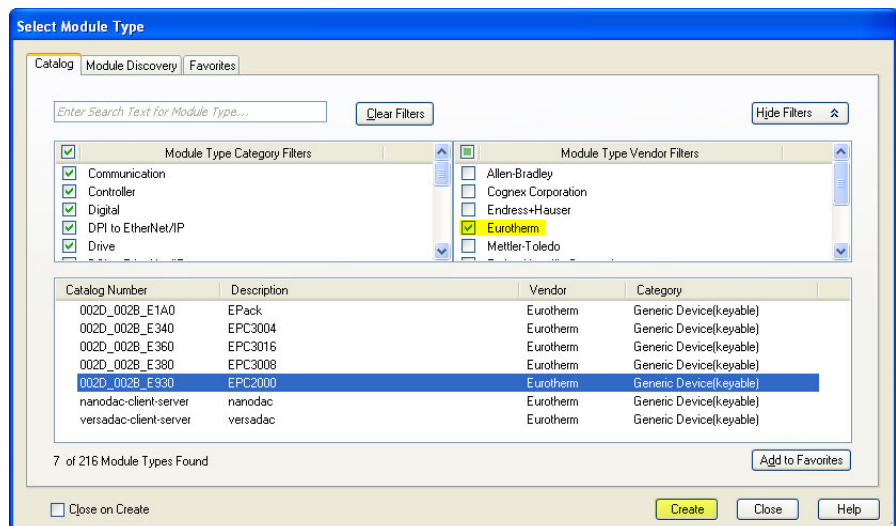 Select Module Type
Catalog Module Discovery Favorites
Enter Search Text for Module Type...
Clear Filters
Hide Filters
Module Type Category Filters
Communication
Controller
Digital
DPI to EtherNet/IP
Drive
Module Type Vendor Filters
Allen-Bradley
Cognex Corporation
Endress+Hauser
Eurotherm
Mettler-Toledo
Catalog Number Description Vendor Category
002D_002B_E1A0 EPack Eurotherm Generic Device(keyable)
002D_002B_E340 EPC3004 Eurotherm Generic Device(keyable)
002D_002B_E360 EPC3016 Eurotherm Generic Device(keyable)
002D_002B_E380 EPC3008 Eurotherm Generic Device(keyable)
002D_002B_E930 EPC2000 Eurotherm Generic Device(keyable)
nanodac-client-server nanodac Eurotherm Generic Device(keyable)
versadac-client-server versadac Eurotherm Generic Device(keyable)
7 of 216 Module Types Found
Add to Favorites
Close on Create
Create Close Help